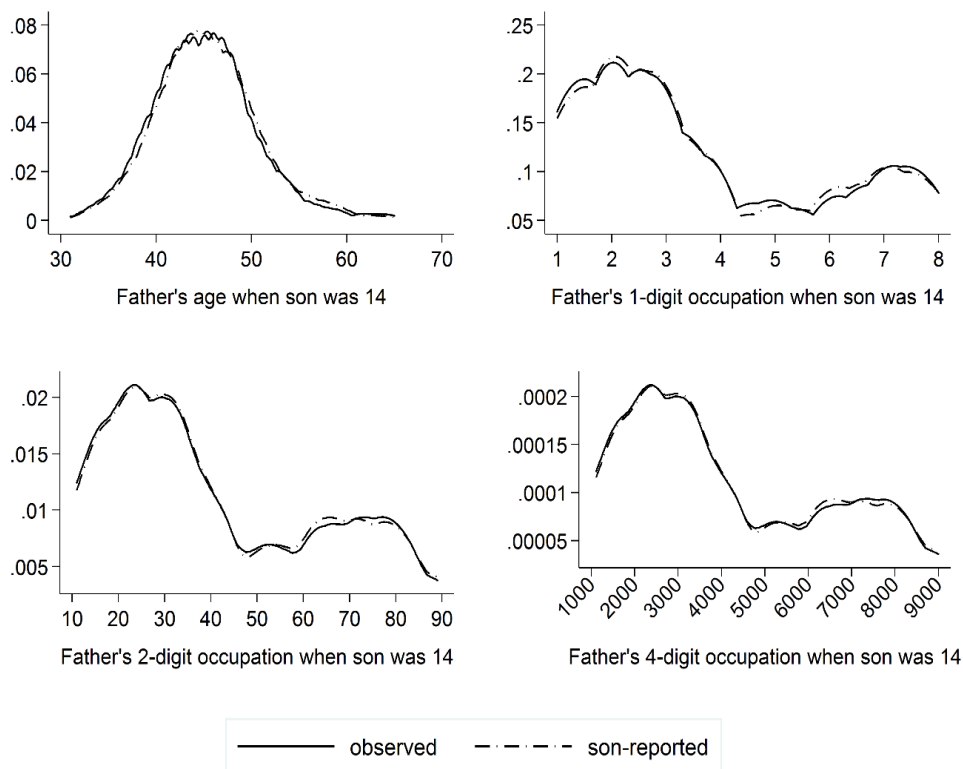 .08
.06
.04
.02
0
30 40 50 60 70
Father's age when son was 14
.25
.2
.15
.1
.05
1 2 3 4 5 6 7 8
Father's 1-digit occupation when son was 14
.02
.015
.01
.005
10 20 30 40 50 60 70 80 90
Father's 2-digit occupation when son was 14
.0002
.00015
.0001
.00005
1000 2000 3000 4000 5000 6000 7000 8000 9000
Father's 4-digit occupation when son was 14
observed son-reported